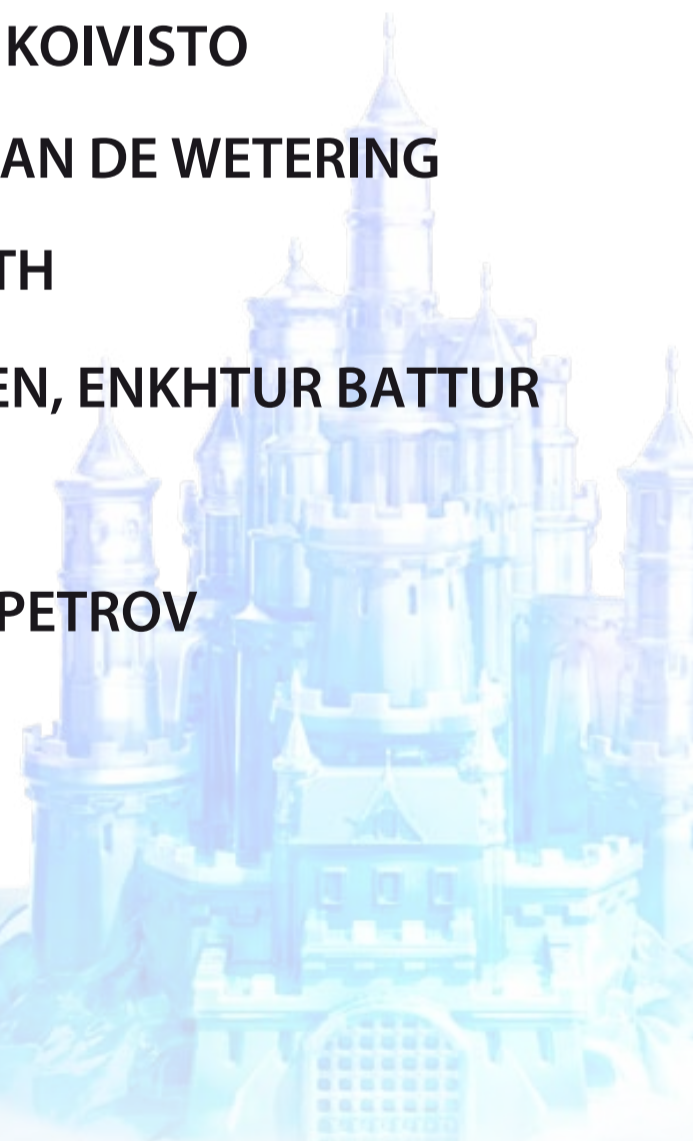 KOIVISTO
AN DE WETERING
TH
EN, ENKHTUR BATTUR
PETROV